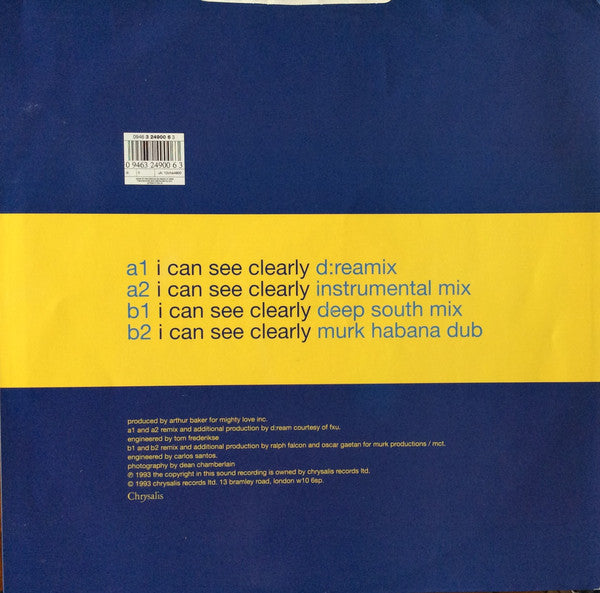 0946 3 24900 6 3
0 9463 24900 6 3
a1 i can see clearly d:reamix
a2 i can see clearly instrumental mix
b1 i can see clearly deep south mix
b2 i can see clearly murk habana dub
produced by arthur baker for mighty love inc.
a1 and a2 remix and additional production by d:ream courtesy of fxu.
engineered by tom frederikse
b1 and b2 remix and additional production by ralph falcon and oscar gaetan for murk productions / mct.
engineered by carlos santos.
photography by dean chamberlain
℗ 1993 the copyright in this sound recording is owned by chrysalis records ltd.
© 1993 chrysalis records ltd. 13 bramley road, london w10 6sp.
Chrysalis